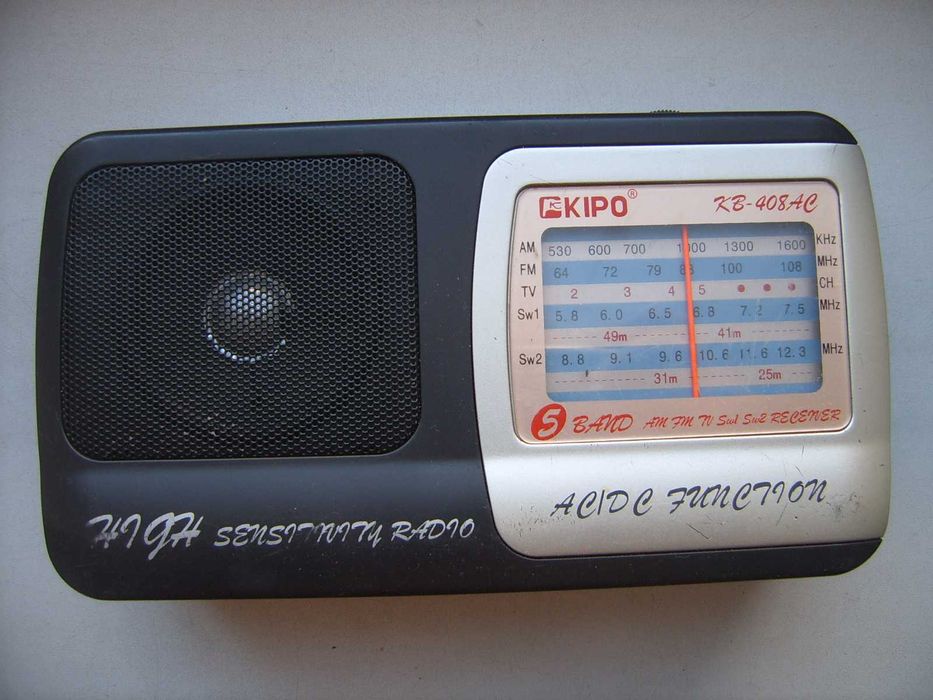 KIPO® KB-408AC
AM 530 600 700 1000 1300 1600 KHz
FM 64 72 79 88 100 108 MHz
TV 2 3 4 5 CH
Sw1 5.8 6.0 6.5 6.8 7.2 7.5 MHz
49m 41m
Sw2 8.8 9.1 9.6 10.6 11.6 12.3 MHz
31m 25m
5 BAND AM FM TV Sw1 Sw2 RECEIVER
AC/DC FUNCTION
HIGH SENSITIVITY RADIO